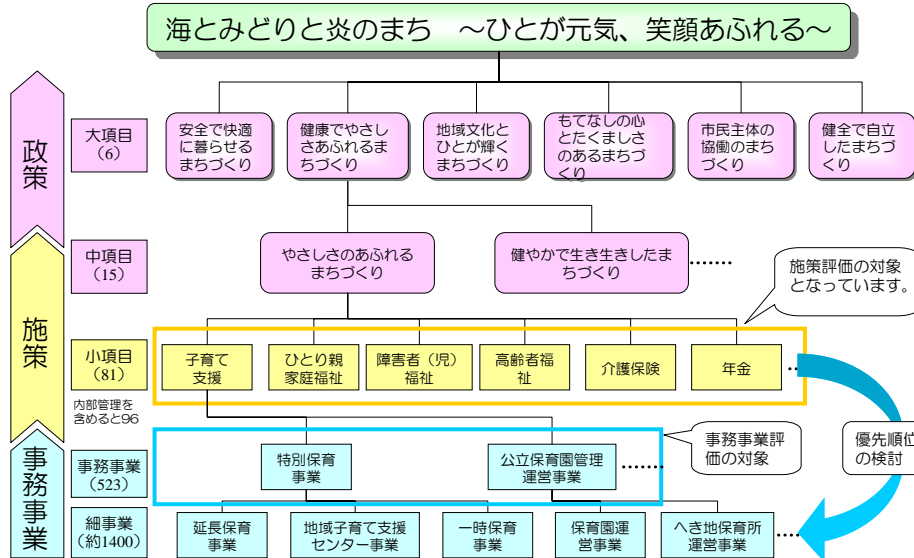 海とみどりと炎のまち　～ひとが元気、笑顔あふれる～
政策
大項目
（6）
安全で快適
に暮らせる
まちづくり
健康でやさし
さあふれるま
ちづくり
地域文化と
ひとが輝く
まちづくり
もてなしの心
とたくましさ
のあるまちづ
くり
市民主体の
協働のまち
づくり
健全で自立
したまちづ
くり
中項目
（15）
やさしさのあふれる
まちづくり
健やかで生き生きしたま
ちづくり
………
施策評価の対象
となっています。
施策
小項目
（81）
子育て
支援
ひとり親
家庭福祉
障害者（児）
福祉
高齢者福
祉
介護保険
年金
…
内部管理を
含めると96
事務事業
事務事業
（523）
特別保育
事業
公立保育園管理
運営事業
……
事務事業評
価の対象
優先順位
の検討
細事業
（約1400）
延長保育
事業
地域子育て支援
センター事業
一時保育
事業
保育園運
営事業
へき地保育所
運営事業
……